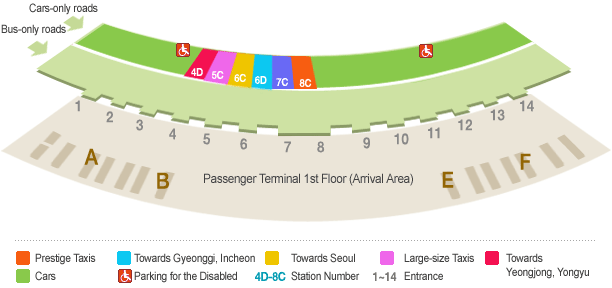 Cars-only roads
Bus-only roads
4D 5C 6C 6D 7C 8C
1 2 3 4 5 6 7 8 9 10 11 12 13 14
A B E F
Passenger Terminal 1st Floor (Arrival Area)
Prestige Taxis Towards Gyeonggi, Incheon Towards Seoul Large-size Taxis Towards
Yeongjong, Yongyu
Cars Parking for the Disabled 4D-8C Station Number 1~14 Entrance